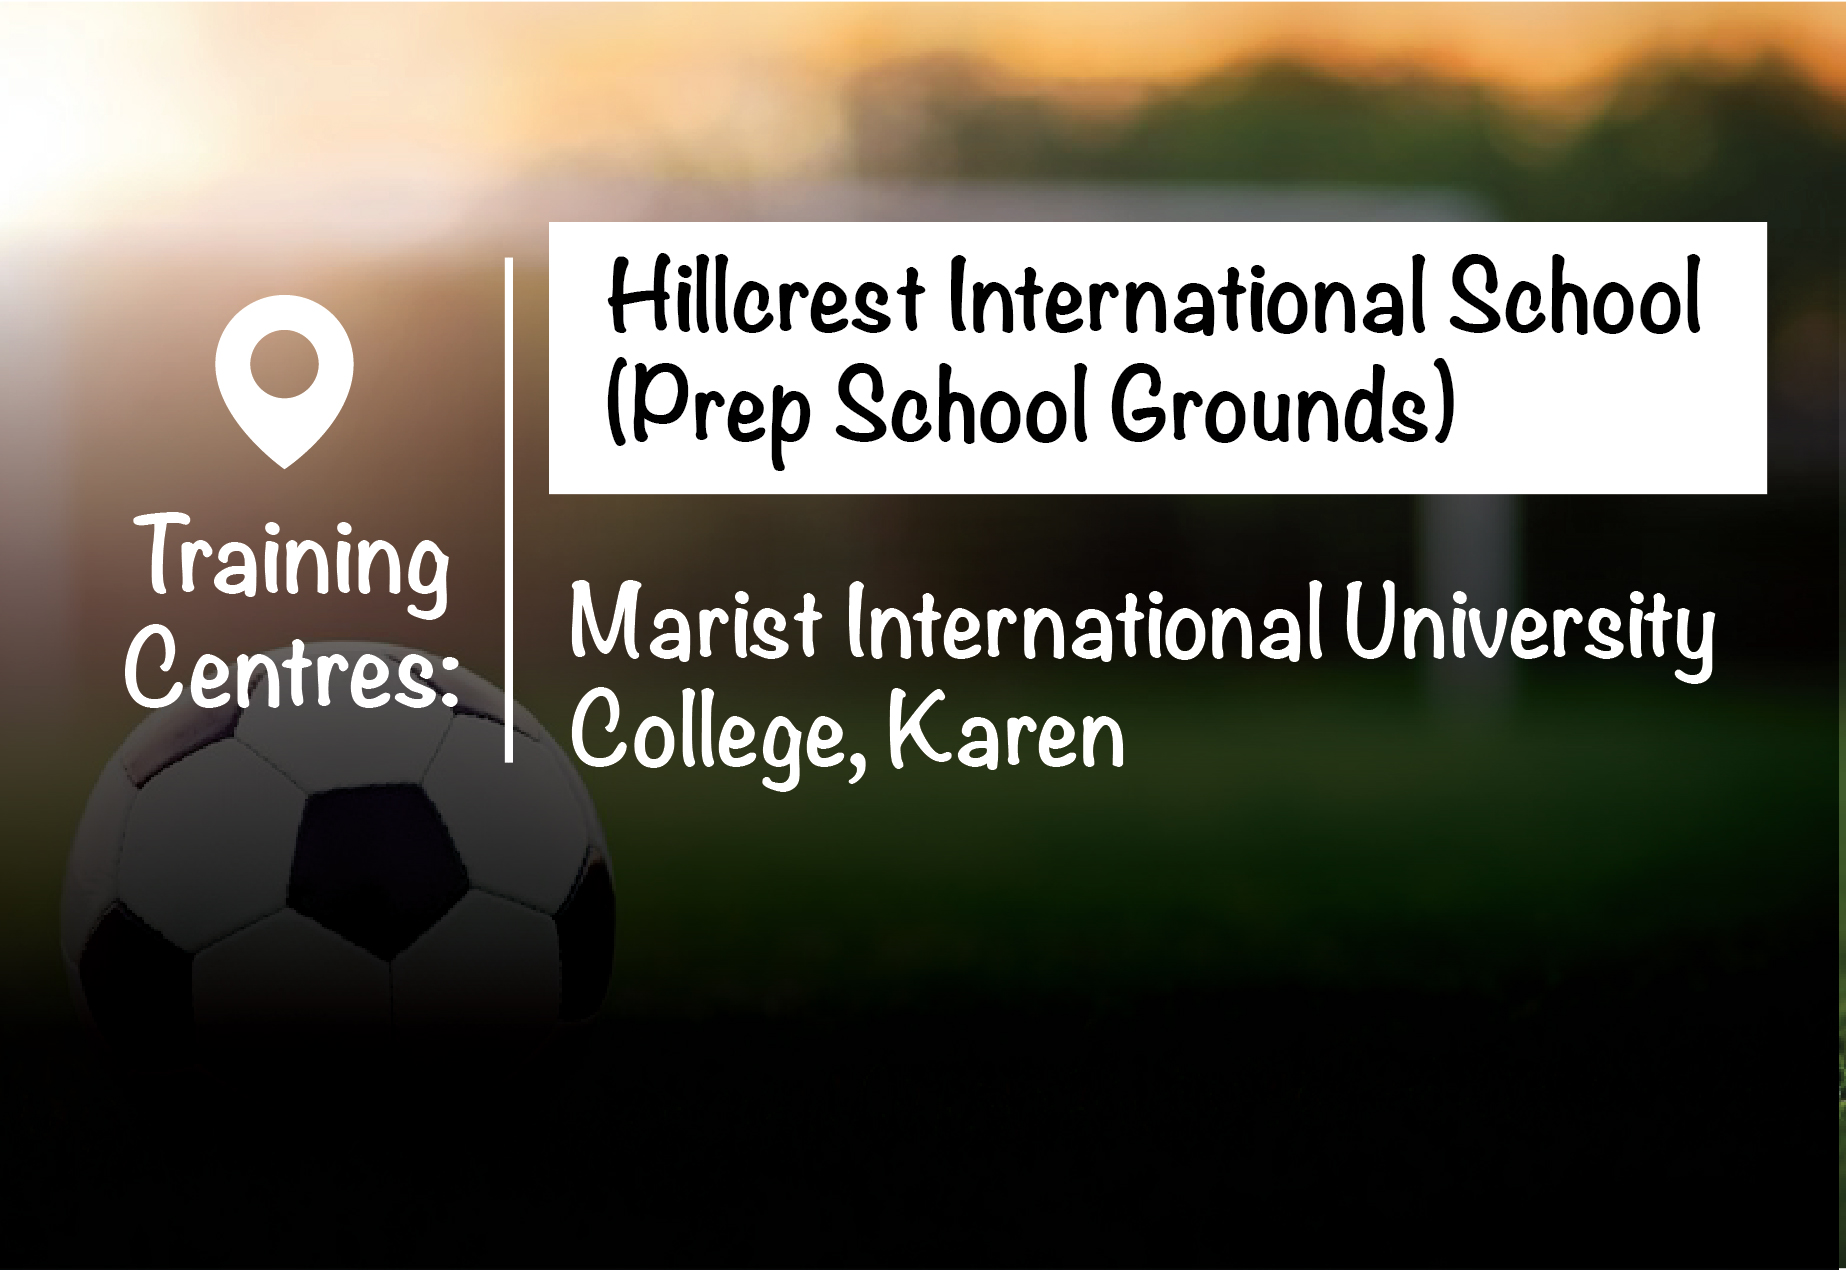 Training
Centres:
Hillcrest International School
(Prep School Grounds)
Marist International University
College, Karen